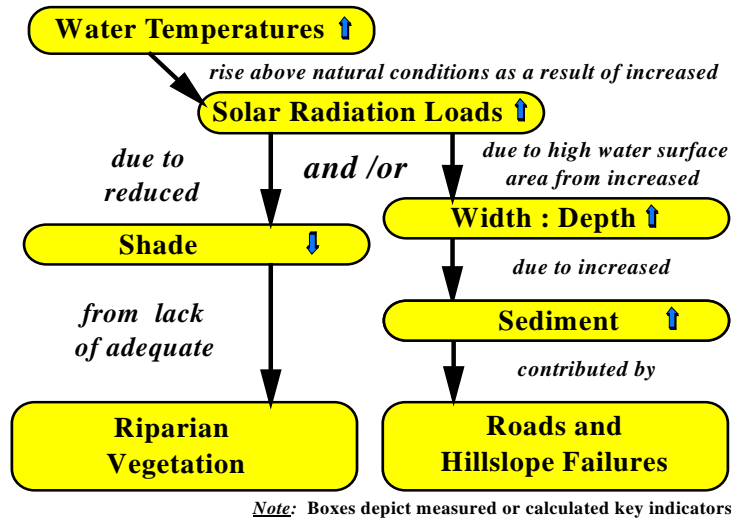 Water Temperatures
rise above natural conditions as a result of increased
Solar Radiation Loads
due to
reduced
and /or
due to high water surface
area from increased
Shade
Width : Depth
from lack
of adequate
due to increased
Sediment
contributed by
Riparian
Vegetation
Roads and
Hillslope Failures
Note: Boxes depict measured or calculated key indicators